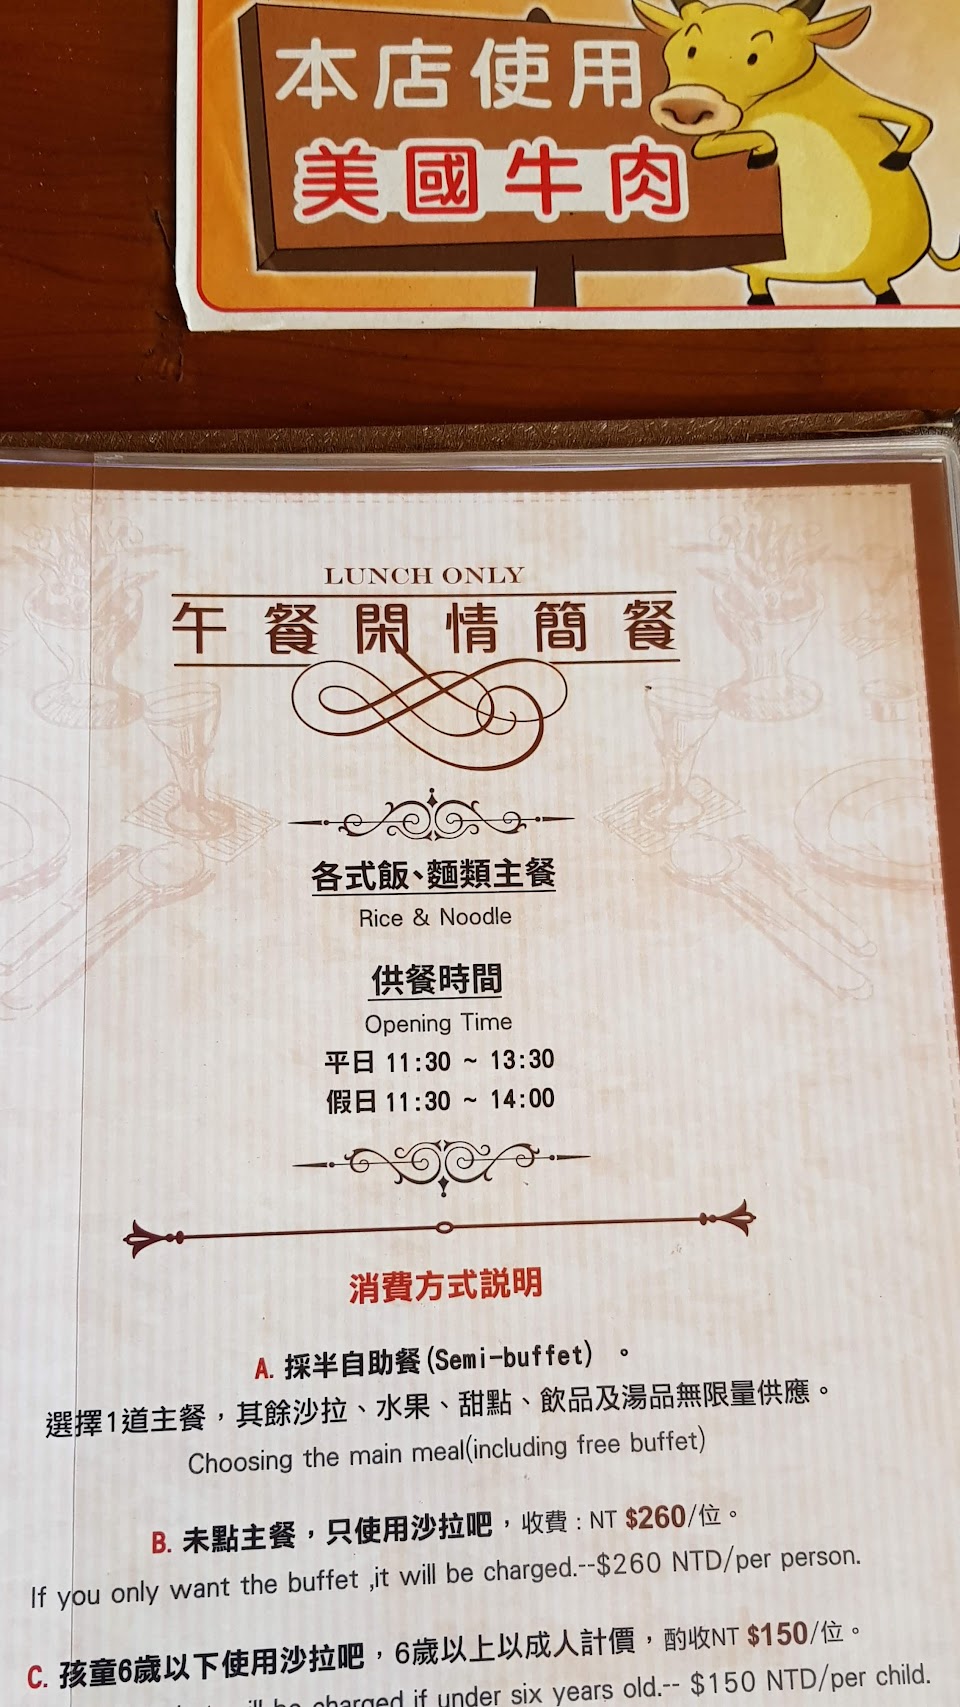 本店使用
美國牛肉
LUNCH ONLY
午餐閑情簡餐
各式飯、麵類主餐
Rice & Noodle
供餐時間
Opening Time
平日 11:30 ~ 13:30
假日 11:30 ~ 14:00
消費方式説明
A. 採半自助餐(Semi-buffet) 。
選擇1道主餐，其餘沙拉、水果、甜點、飲品及湯品無限量供應。
Choosing the main meal(including free buffet)
B. 未點主餐，只使用沙拉吧，收費：NT $260/位。
If you only want the buffet ,it will be charged.--$260 NTD/per person.
C. 孩童6歲以下使用沙拉吧，6歲以上以成人計價，酌收NT $150/位。
be charged if under six years old.-- $150 NTD/per child.